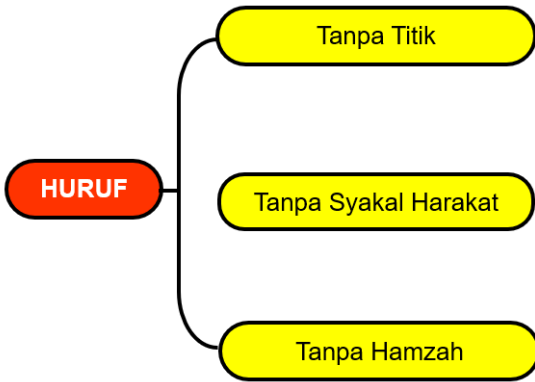 HURUF
Tanpa Titik
Tanpa Syakal Harakat
Tanpa Hamzah